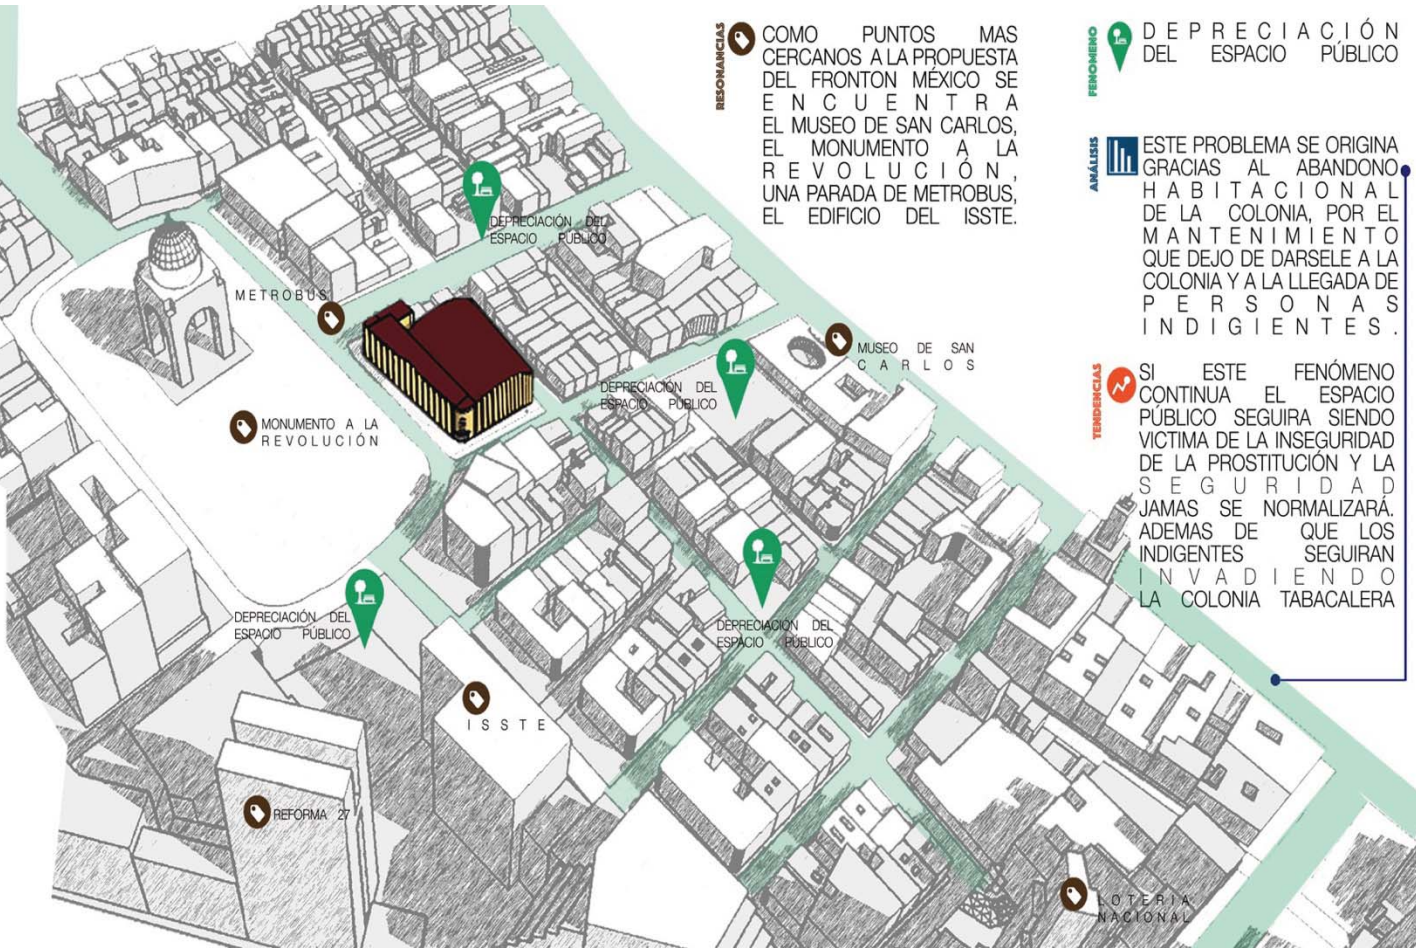 RESONANCIAS
COMO PUNTOS MAS
CERCANOS A LA PROPUESTA
DEL FRONTON MÉXICO SE
ENCUENTRA
EL MUSEO DE SAN CARLOS,
EL MONUMENTO A LA
REVOLUCIÓN,
UNA PARADA DE METROBUS,
EL EDIFICIO DEL ISSTE.
FENOMENO
DEPRECIACIÓN
DEL ESPACIO PÚBLICO
ANÁLISIS
ESTE PROBLEMA SE ORIGINA
GRACIAS AL ABANDONO
HABITACIONAL
DE LA COLONIA, POR EL
MANTENIMIENTO
QUE DEJO DE DARSELE A LA
COLONIA Y A LA LLEGADA DE
PERSONAS
INDIGIENTES.
TENDENCIAS
SI ESTE FENÓMENO
CONTINUA EL ESPACIO
PÚBLICO SEGUIRA SIENDO
VICTIMA DE LA INSEGURIDAD
DE LA PROSTITUCIÓN Y LA
SEGURIDAD
JAMAS SE NORMALIZARÁ.
ADEMAS DE QUE LOS
INDIGENTES SEGUIRAN
INVADIENDO
LA COLONIA TABACALERA
DEPRECIACIÓN DEL
ESPACIO PÚBLICO
METROBUS
MUSEO DE SAN
CARLOS
DEPRECIACIÓN DEL
ESPACIO PÚBLICO
MONUMENTO A LA
REVOLUCIÓN
DEPRECIACIÓN DEL
ESPACIO PÚBLICO
DEPRECIACIÓN DEL
ESPACIO PÚBLICO
ISSTE
REFORMA 27
LOTERIA
NACIONAL